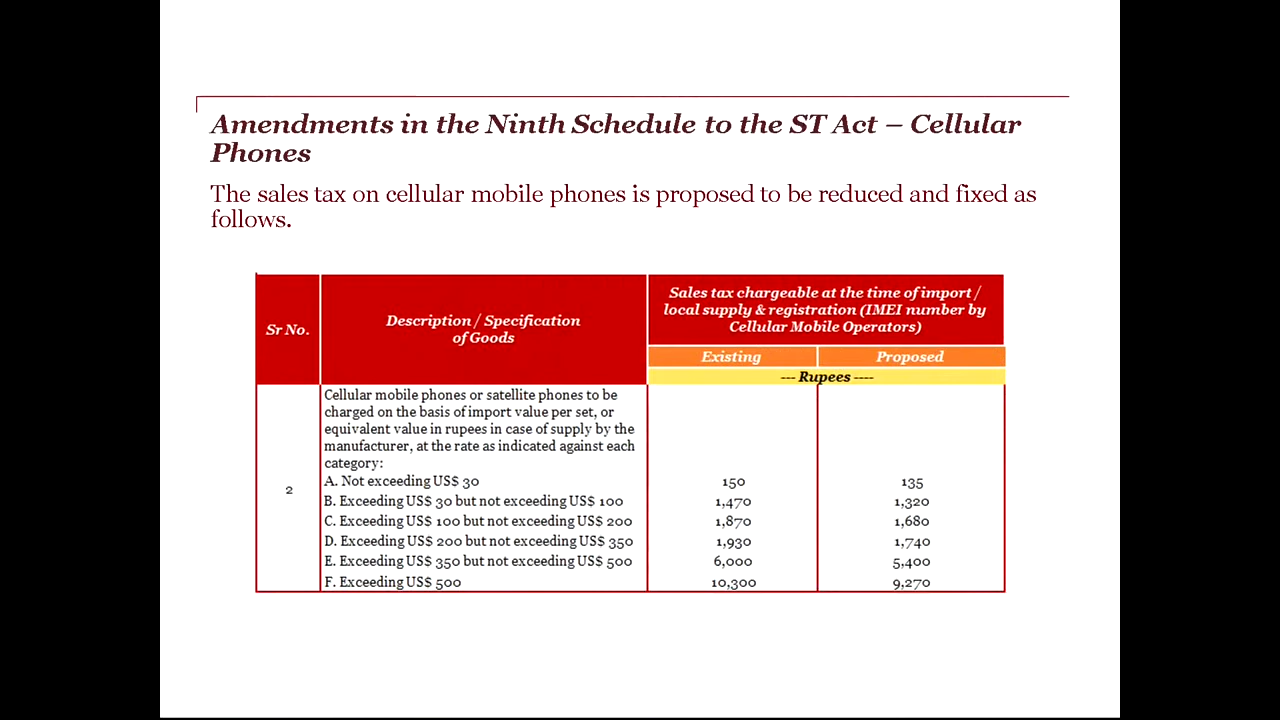 Amendments in the Ninth Schedule to the ST Act – Cellular
Phones
The sales tax on cellular mobile phones is proposed to be reduced and fixed as
follows.
Sr No.
Description / Specification
of Goods
Sales tax chargeable at the time of import /
local supply & registration (IMEI number by
Cellular Mobile Operators)
Existing Proposed
--- Rupees ----
2
Cellular mobile phones or satellite phones to be
charged on the basis of import value per set, or
equivalent value in rupees in case of supply by the
manufacturer, at the rate as indicated against each
category:
A. Not exceeding US$ 30 150 135
B. Exceeding US$ 30 but not exceeding US$ 100 1,470 1,320
C. Exceeding US$ 100 but not exceeding US$ 200 1,870 1,680
D. Exceeding US$ 200 but not exceeding US$ 350 1,930 1,740
E. Exceeding US$ 350 but not exceeding US$ 500 6,000 5,400
F. Exceeding US$ 500 10,300 9,270